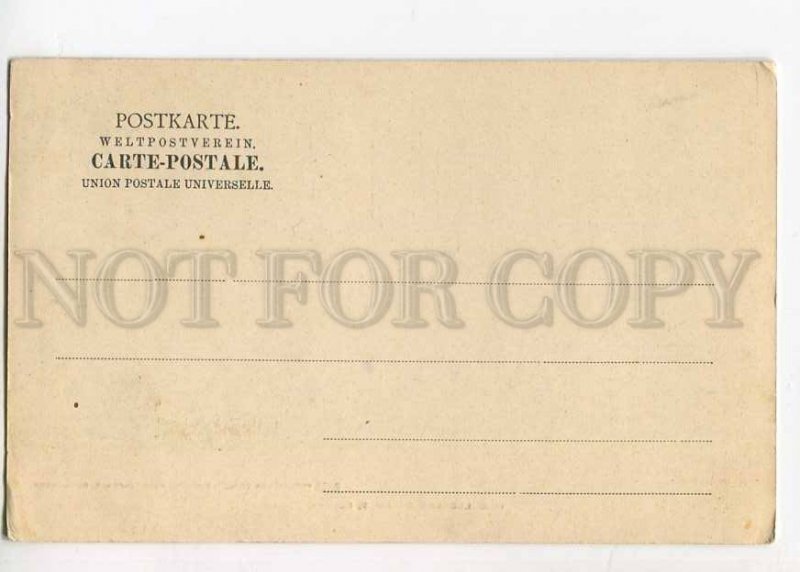 POSTKARTE.
WELTPOSTVEREIN.
CARTE-POSTALE.
UNION POSTALE UNIVERSELLE.
NOT FOR COPY